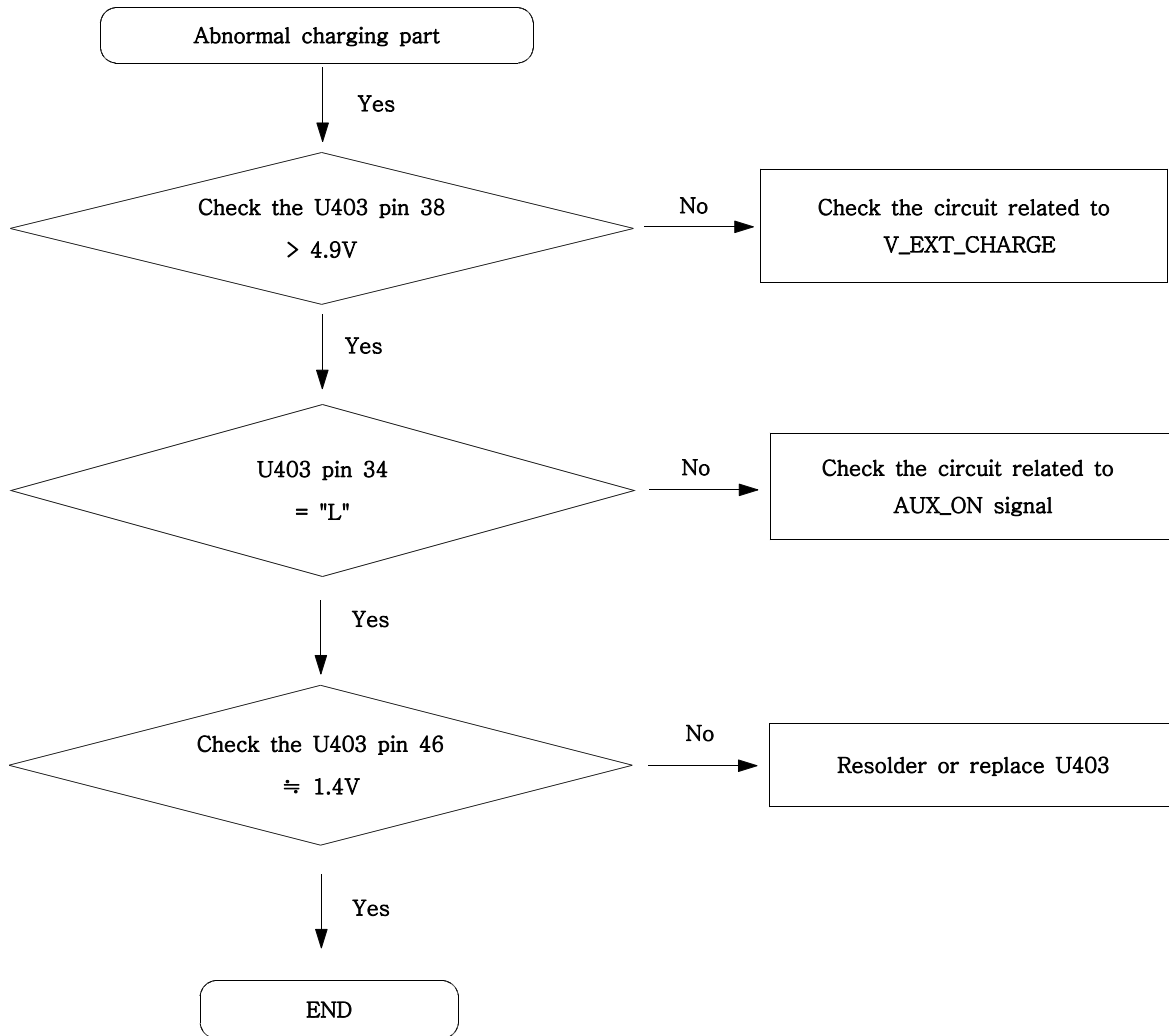 Abnormal charging part
Yes
Check the U403 pin 38
> 4.9V
No
Check the circuit related to
V_EXT_CHARGE
Yes
U403 pin 34
= "L"
No
Check the circuit related to
AUX_ON signal
Yes
Check the U403 pin 46
≒ 1.4V
No
Resolder or replace U403
Yes
END